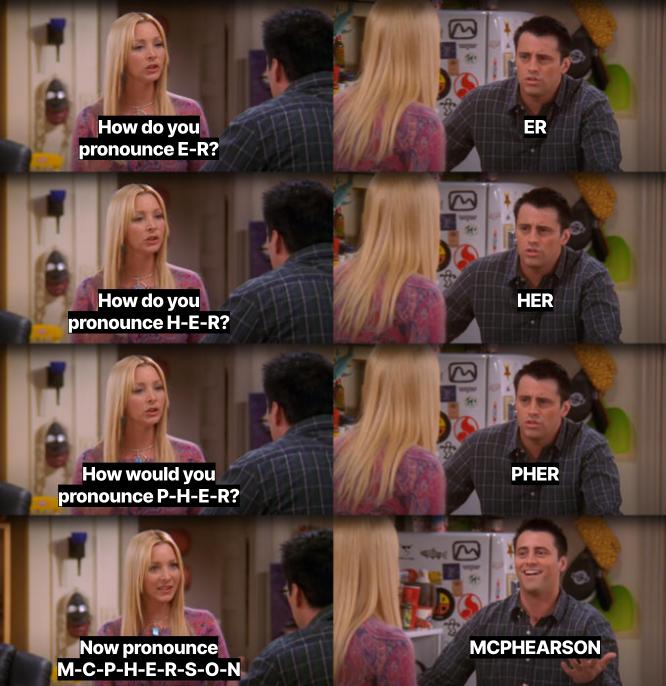 How do you
pronounce E-R?
ER
How do you
pronounce H-E-R?
HER
How would you
pronounce P-H-E-R?
PHER
Now pronounce
M-C-P-H-E-R-S-O-N
MCPHEARSON